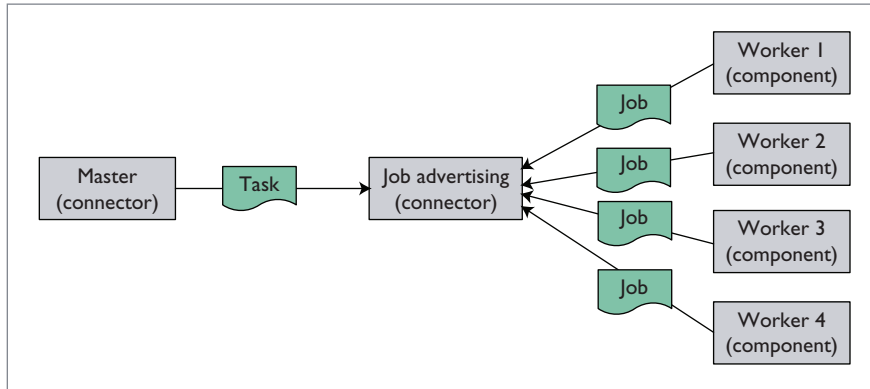 Master
(connector)
Task
Job advertising
(connector)
Job
Job
Job
Job
Worker 1
(component)
Worker 2
(component)
Worker 3
(component)
Worker 4
(component)